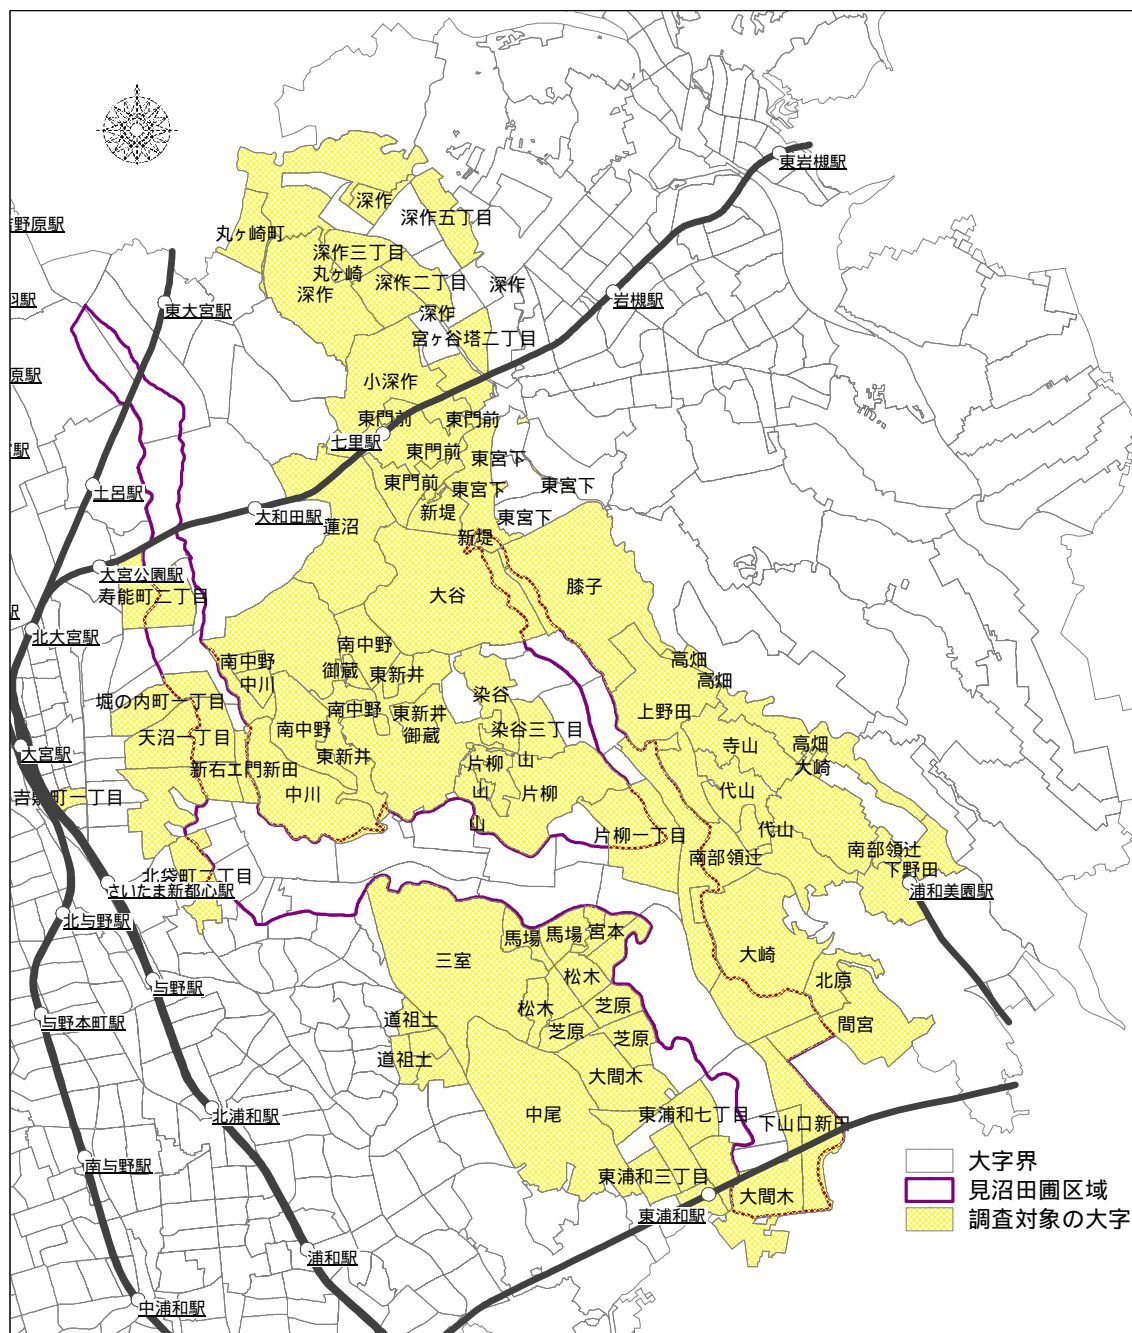 東岩槻駅
深作
深作五丁目
吉野原駅
丸ヶ崎町
深作三丁目
丸ヶ崎
深作二丁目
深作
深作
岩槻駅
羽駅
東大宮駅
深作
宮ヶ谷塔二丁目
原駅
小深作
東門前
東門前
七里駅
東門前
東宮下
東門前
東宮下
東宮下
土呂駅
大和田駅
新堤
東宮下
蓮沼
新堤
大宮公園駅
寿能町二丁目
大谷
膝子
駅
北大宮駅
南中野
南中野
御蔵
東新井
高畑
高畑
中川
染谷
堀の内町一丁目
南中野
東新井
上野田
南中野
染谷三丁目
天沼一丁目
御蔵
寺山
高畑
大宮駅
東新井
片柳
山
大崎
新右エ門新田
中川
山
片柳
代山
吉敷町一丁目
山
代山
片柳一丁目
南部領辻
南部領辻
北袋町二丁目
下野田
さいたま新都心駅
浦和美園駅
北与野駅
馬場
馬場
宮本
三室
大崎
与野駅
松木
北原
松木
芝原
与野本町駅
道祖土
芝原
芝原
間宮
道祖土
大間木
北浦和駅
中尾
東浦和七丁目
下山口新田
南与野駅
東浦和三丁目
大間木
東浦和駅
浦和駅
中浦和駅
大字界
見沼田圃区域
調査対象の大字